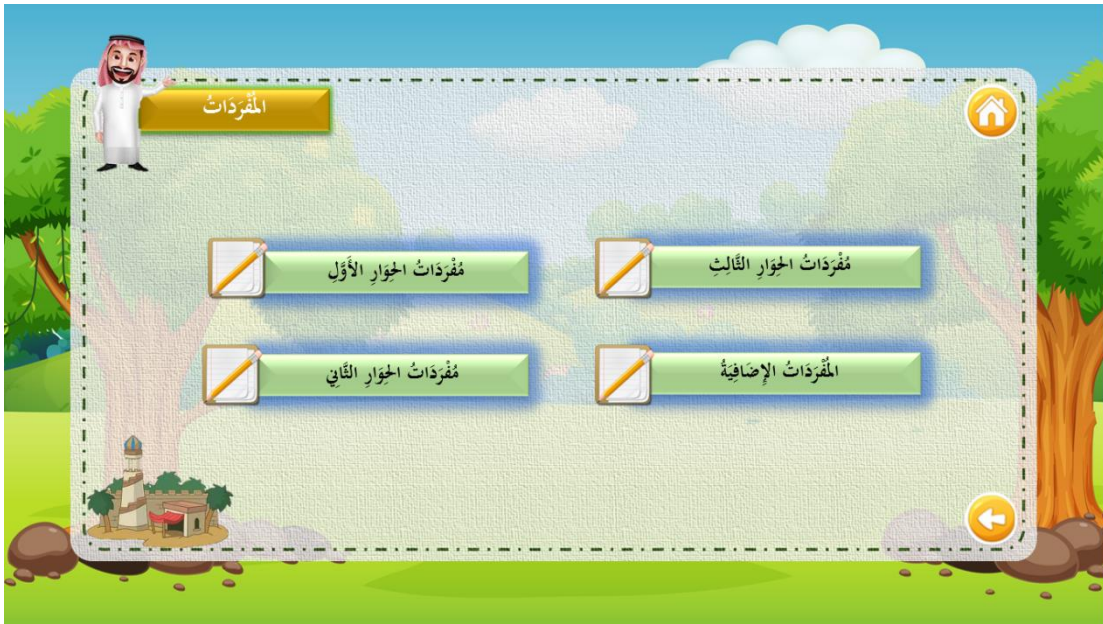 المُفْرَدَاتُ
مُفْرَدَاتُ الحِوَارِ الأَوَّلِ
مُفْرَدَاتُ الحِوَارِ الثَّانِي
مُفْرَدَاتُ الحِوَارِ الثَّالِثِ
المُفْرَدَاتُ الإِضَافِيَةُ